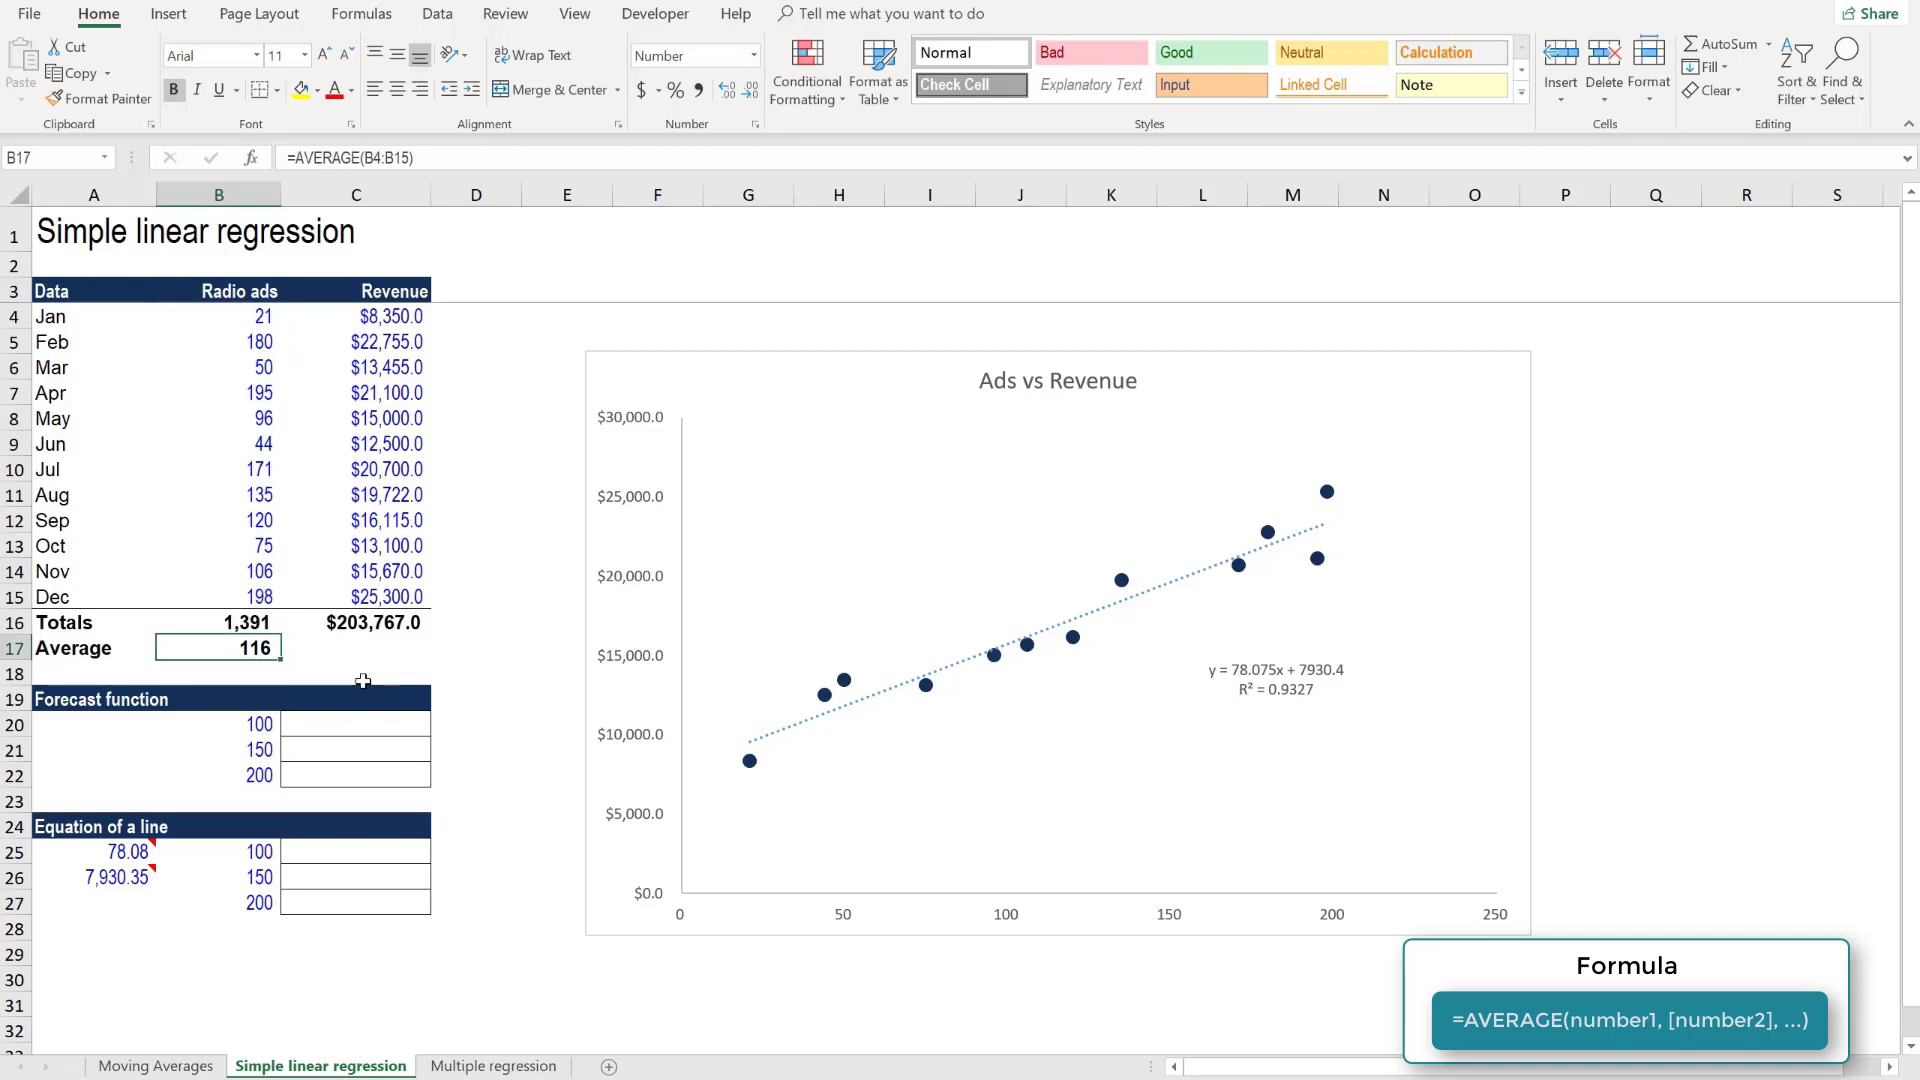 File Home Insert Page Layout Formulas Data Review View Developer Help Tell me what you want to do Share
Cut Arial 11 Wrap Text Number Normal Bad Good Neutral Calculation AutoSum
Paste Copy Conditional Formatting Format as Table Insert Delete Format Fill Sort & Filter Find & Select
Format Painter B I U A Merge & Center $ % , Check Cell Explanatory Text Input Linked Cell Note Clear
Clipboard Font Alignment Number Styles Cells Editing
B17 fx =AVERAGE(B4:B15)
A B C D E F G H I J K L M N O P Q R S
1 Simple linear regression
2
3 Data Radio ads Revenue
4 Jan 21 $8,350.0
5 Feb 180 $22,755.0
6 Mar 50 $13,455.0
7 Apr 195 $21,100.0
8 May 96 $15,000.0
9 Jun 44 $12,500.0
10 Jul 171 $20,700.0
11 Aug 135 $19,722.0
12 Sep 120 $16,115.0
13 Oct 75 $13,100.0
14 Nov 106 $15,670.0
15 Dec 198 $25,300.0
16 Totals 1,391 $203,767.0
17 Average 116
18
19 Forecast function
20 100
21 150
22 200
23
24 Equation of a line
25 78.08 100
26 7,930.35 150
27 200
28
29
30
31
32
Ads vs Revenue
$30,000.0
$25,000.0
$20,000.0
$15,000.0
$10,000.0
$5,000.0
$0.0
y = 78.075x + 7930.4
R² = 0.9327
0 50 100 150 200 250
Formula
=AVERAGE(number1, [number2], ...)
Moving Averages Simple linear regression Multiple regression